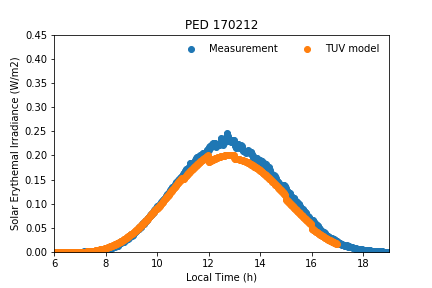 PED 170212
Measurement
TUV model
Solar Erythemal Irradiance (W/m2)
0.45
0.40
0.35
0.30
0.25
0.20
0.15
0.10
0.05
0.00
6 8 10 12 14 16 18
Local Time (h)